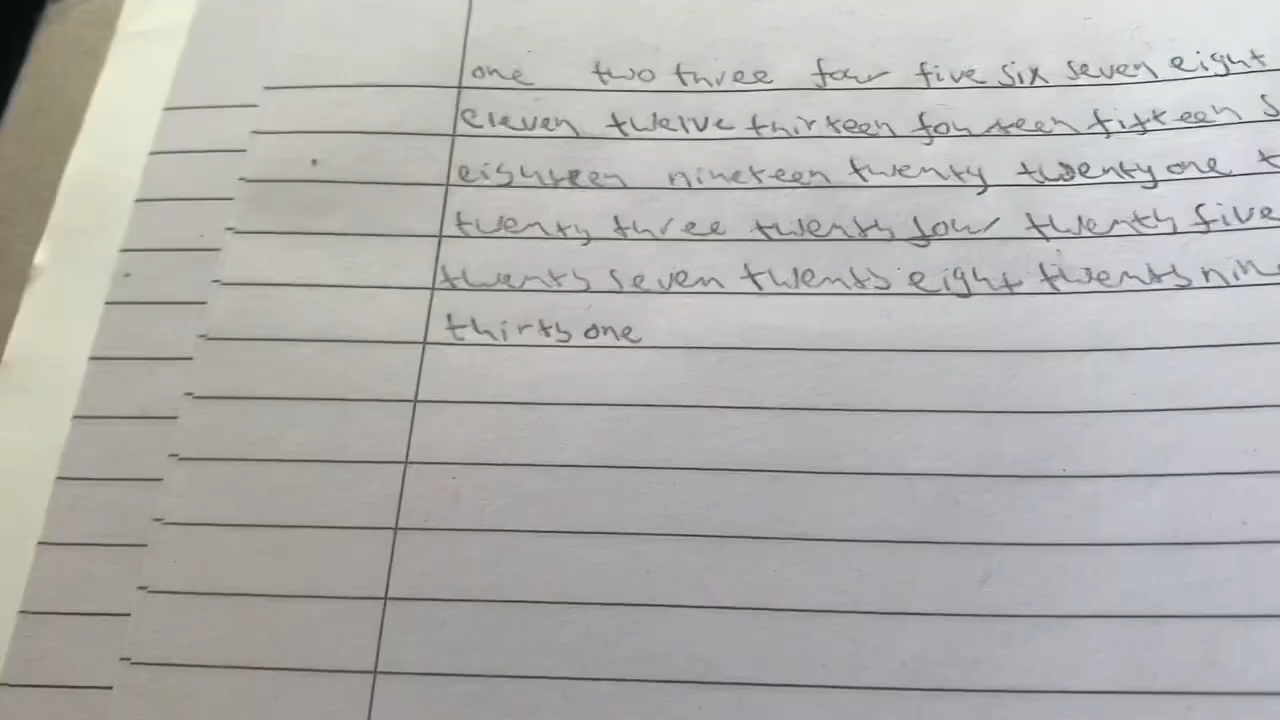 one two three four five six seven eight
eleven twelve thirteen fourteen fifteen
eighteen nineteen twenty twenty one
twenty three twenty four twenty five
twenty seven twenty eight twenty
thirty one